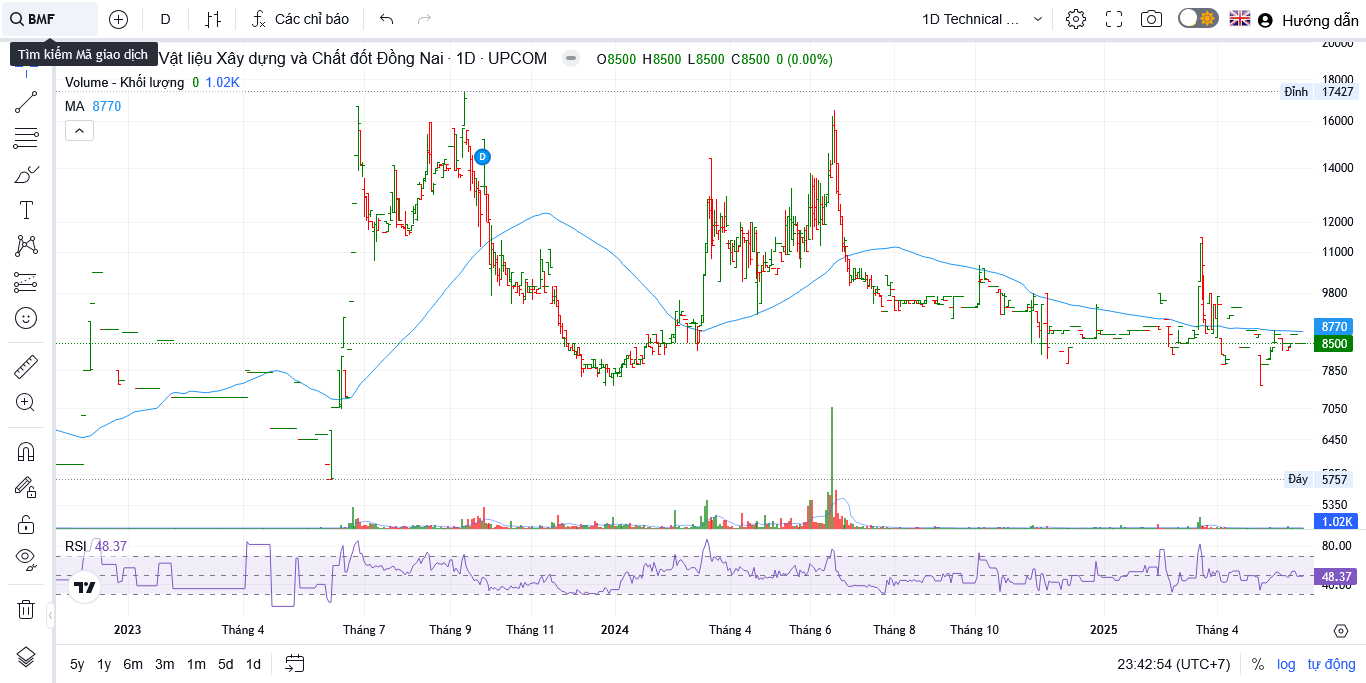 BMF D Các chỉ báo 1D Technical ... Hướng dẫn
Tìm kiếm Mã giao dịch
Vật liệu Xây dựng và Chất đốt Đồng Nai · 1D · UPCOM O8500 H8500 L8500 C8500 0 (0.00%)
Volume - Khối lượng 0 1.02K
MA 8770
D
20000
18000
Đỉnh 17427
16000
14000
12000
11000
9800
8770
8500
7850
7050
6450
Đáy 5757
5350
1.02K
RSI 48.37
80.00
48.37
40.00
2023 Tháng 4 Tháng 7 Tháng 9 Tháng 11 2024 Tháng 4 Tháng 6 Tháng 8 Tháng 10 2025 Tháng 4
5y 1y 6m 3m 1m 5d 1d 23:42:54 (UTC+7) % log tự động